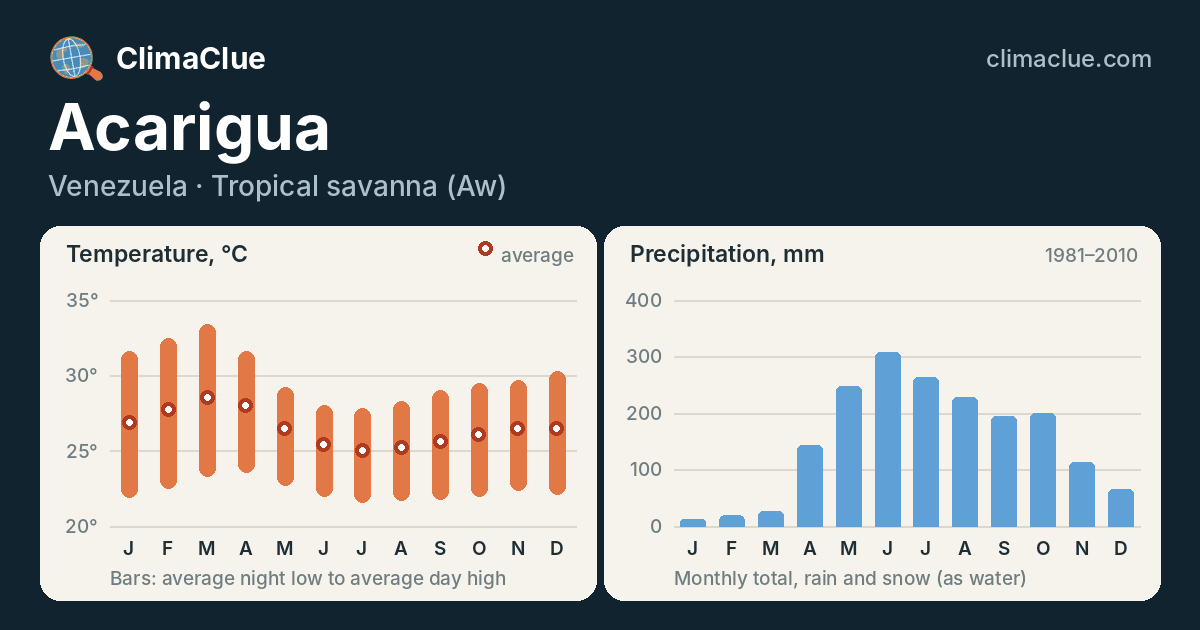 ClimaClue
climaclue.com
Acarigua
Venezuela · Tropical savanna (Aw)
Temperature, °C
average
35°
30°
25°
20°
J F M A M J J A S O N D
Bars: average night low to average day high
Precipitation, mm
1981–2010
400
300
200
100
0
J F M A M J J A S O N D
Monthly total, rain and snow (as water)